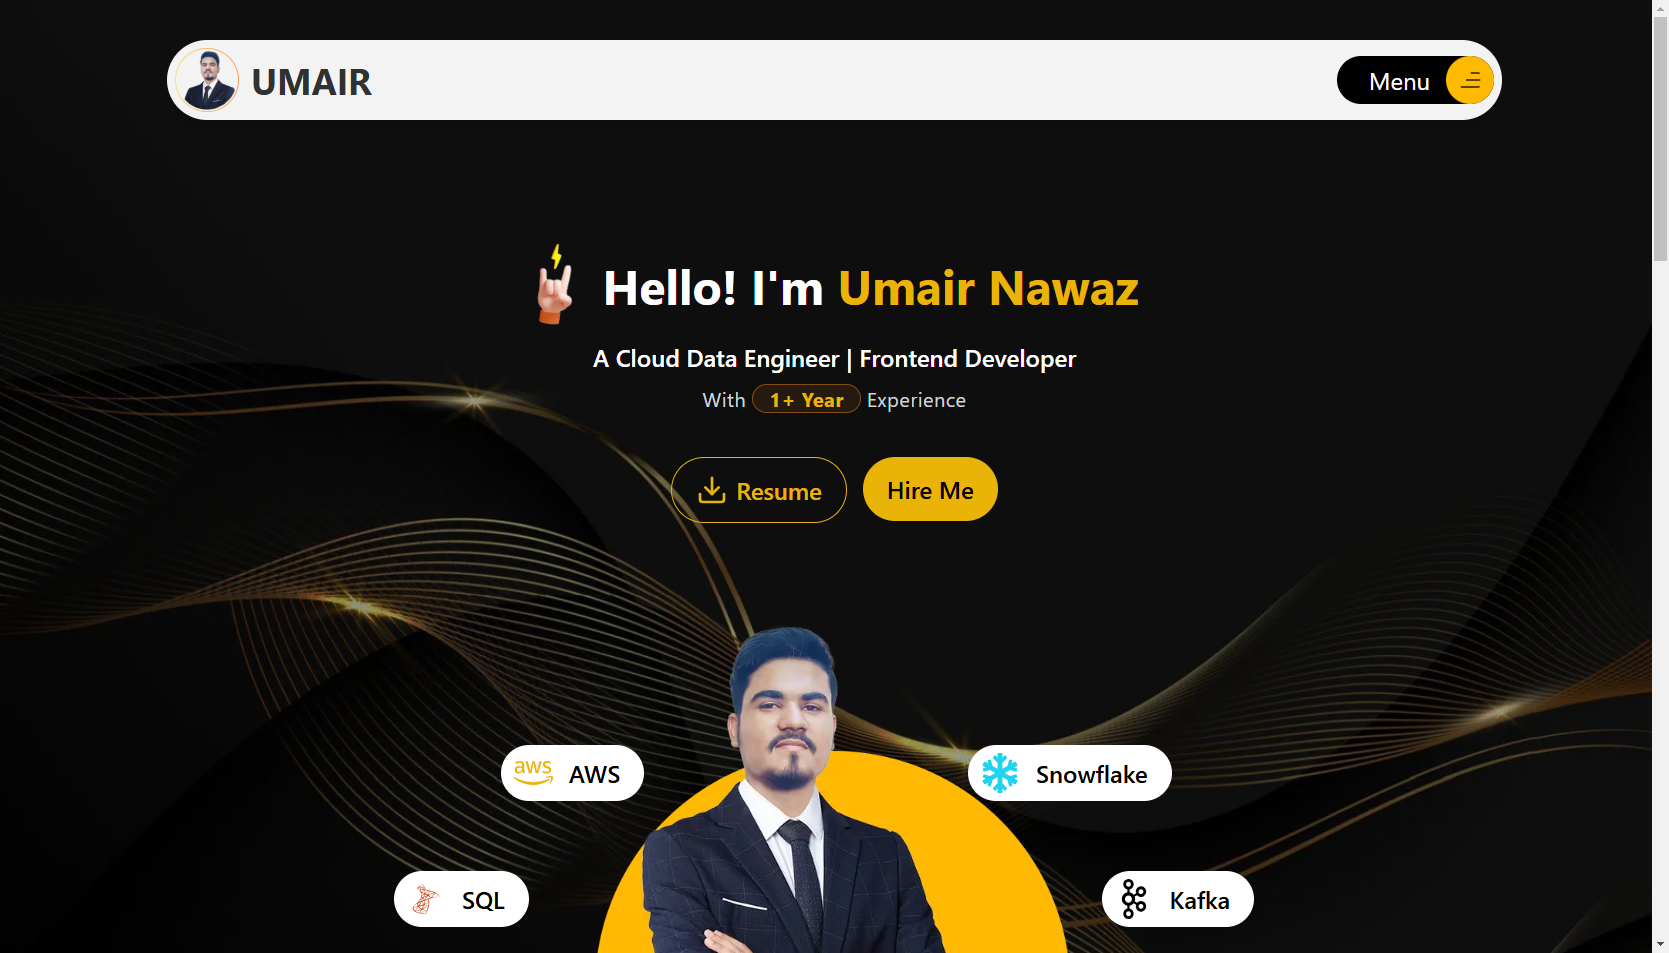 UMAIR
Menu
Hello! I'm Umair Nawaz
A Cloud Data Engineer | Frontend Developer
With 1+ Year Experience
Resume
Hire Me
aws AWS
Snowflake
SQL
Kafka